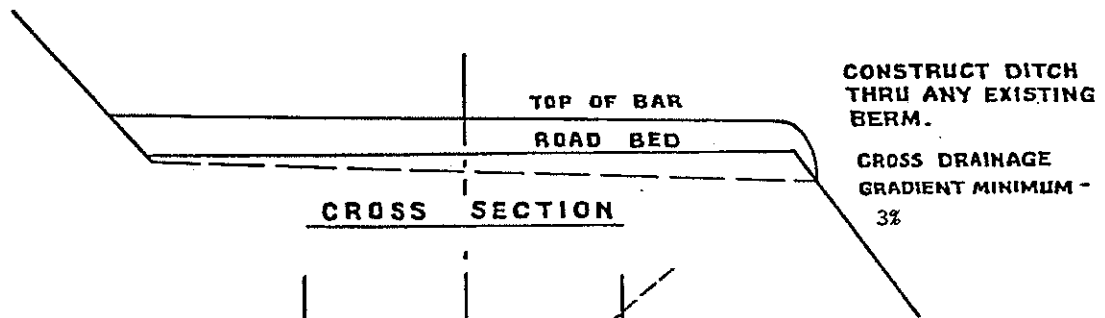 TOP OF BAR
ROAD BED
CROSS SECTION
CONSTRUCT DITCH
THRU ANY EXISTING
BERM.
CROSS DRAINAGE
GRADIENT MINIMUM -
3%